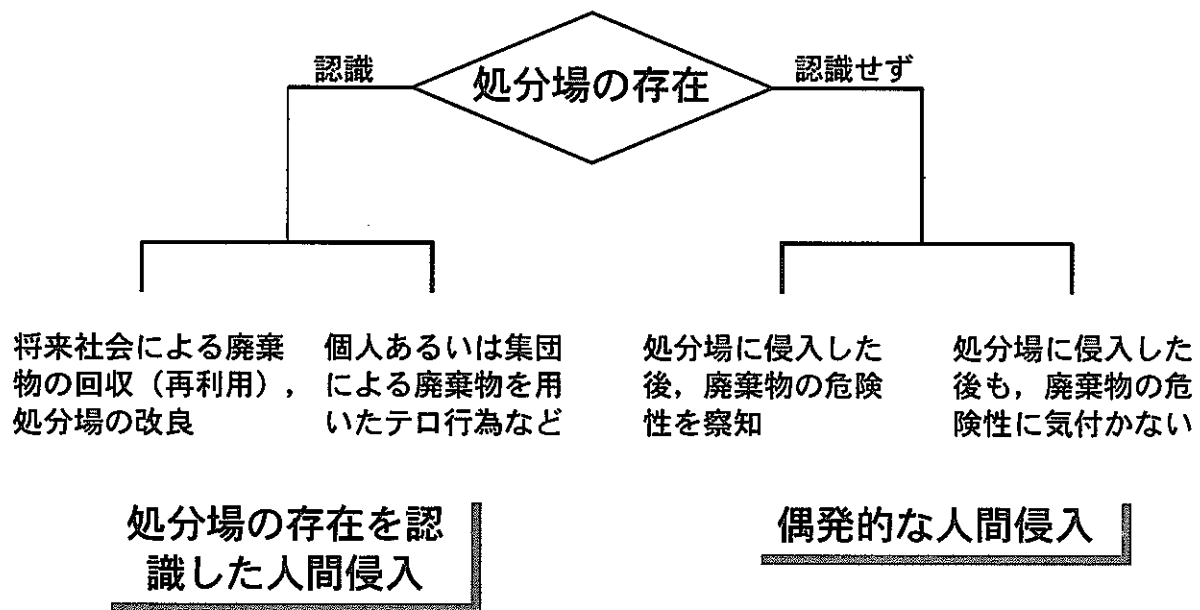 処分場の存在
認識
認識せず
将来社会による廃棄
物の回収（再利用），
処分場の改良
個人あるいは集団
による廃棄物を用
いたテロ行為など
処分場に侵入した
後，廃棄物の危険
性を察知
処分場に侵入した
後も，廃棄物の危
険性に気付かない
処分場の存在を認
識した人間侵入
偶発的な人間侵入